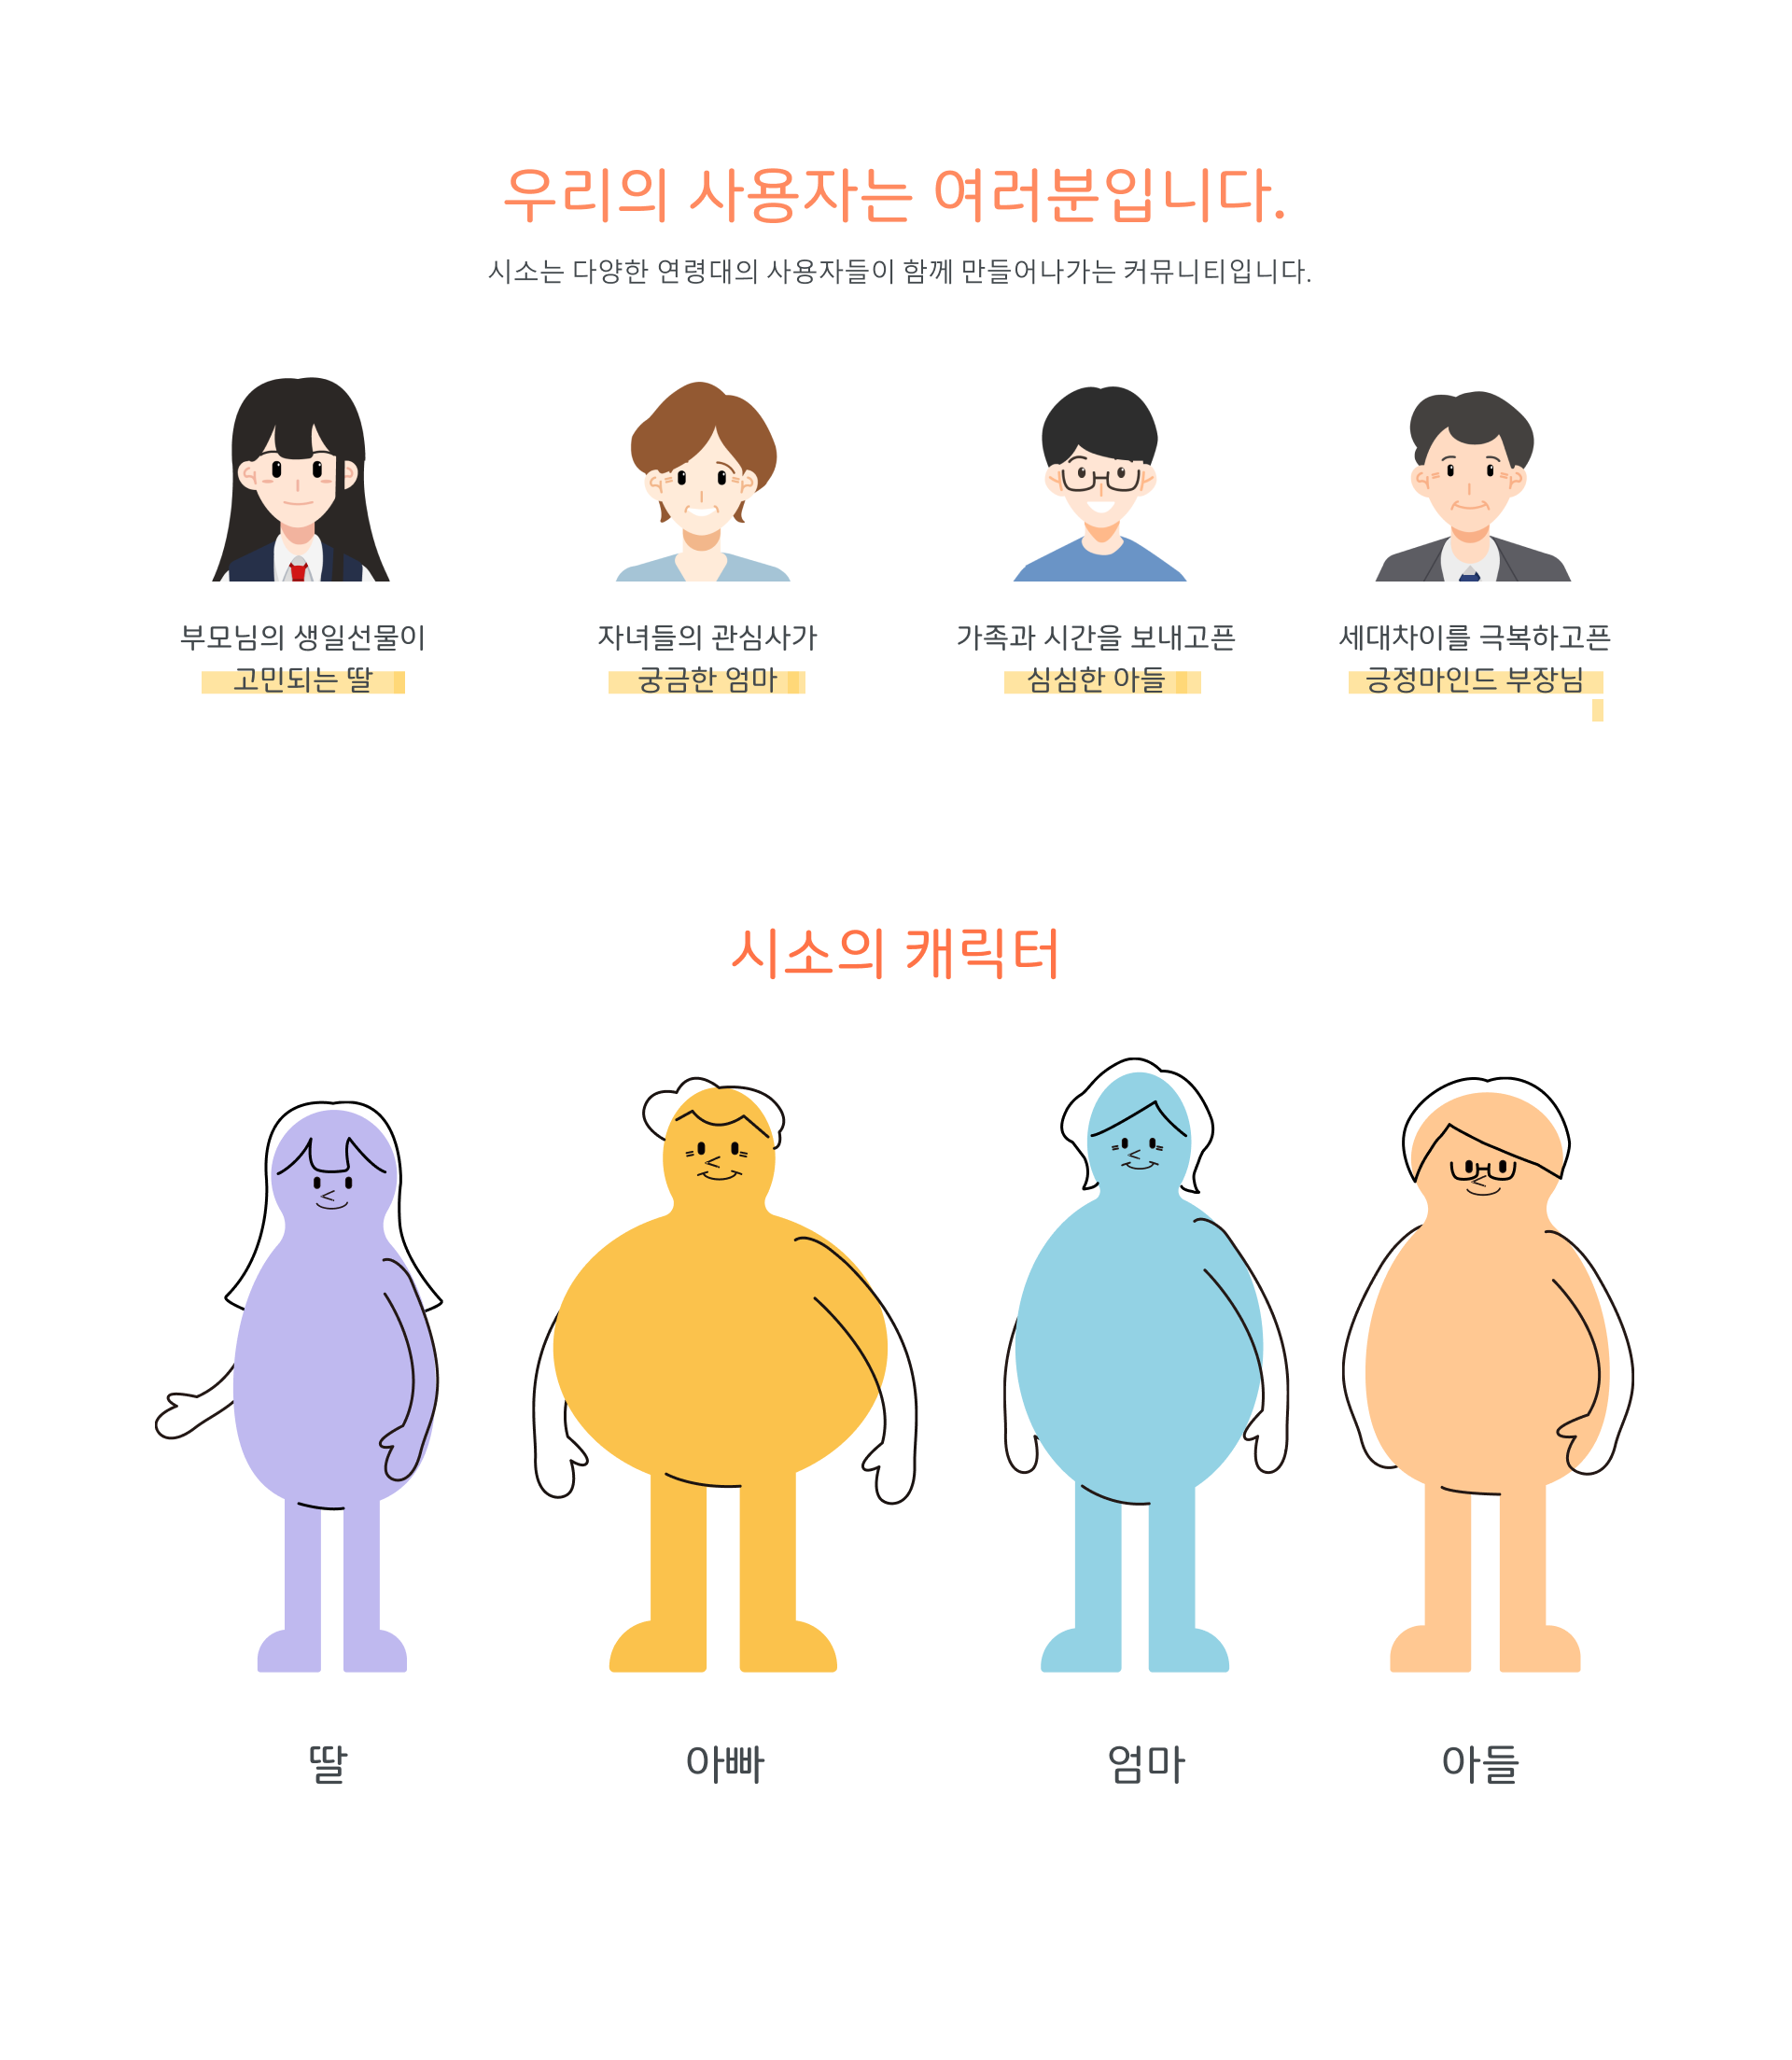 우리의 사용자는 여러분입니다.
시소는 다양한 연령대의 사용자들이 함께 만들어나가는 커뮤니티입니다.
부모님의 생일선물이
고민되는 딸
자녀들의 관심사가
궁금한 엄마
가족과 시간을 보내고픈
심심한 아들
세대차이를 극복하고픈
긍정마인드 부장님
시소의 캐릭터
딸
아빠
엄마
아들